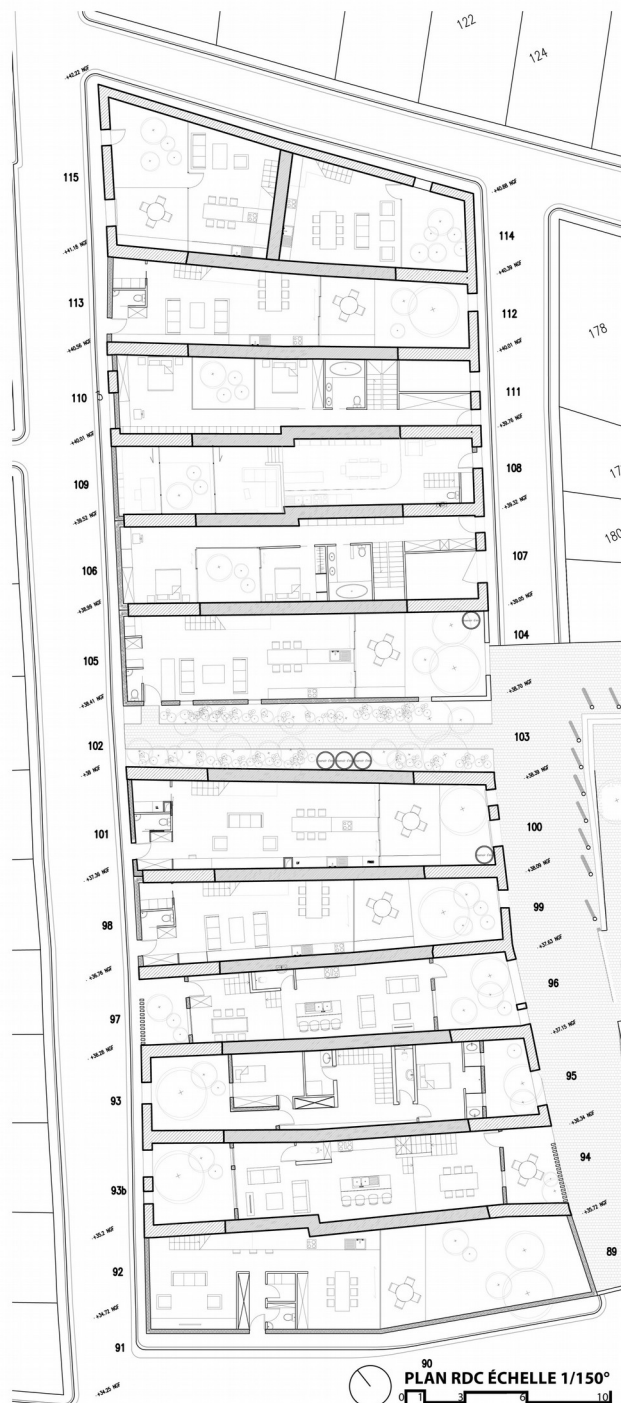 122
124
+42.22 NGF
115
+40.88 NGF
114
+41.18 NGF
+40.39 NGF
178
113
112
+40.56 NGF
+40.01 NGF
110
111
+40.01 NGF
+39.76 NGF
109
108
17
+39.52 NGF
+39.32 NGF
180
106
107
+38.98 NGF
+39.05 NGF
104
105
+38.70 NGF
+38.41 NGF
103
102
+38 NGF
+38.39 NGF
101
100
+37.36 NGF
+38.09 NGF
98
99
+37.63 NGF
+36.76 NGF
96
97
+37.15 NGF
+36.28 NGF
95
93
+36.34 NGF
94
93b
+35.72 NGF
+35.2 NGF
89
92
+34.72 NGF
91
90
PLAN RDC ÉCHELLE 1/150°
+34.25 NGF
0 1 3 6 10